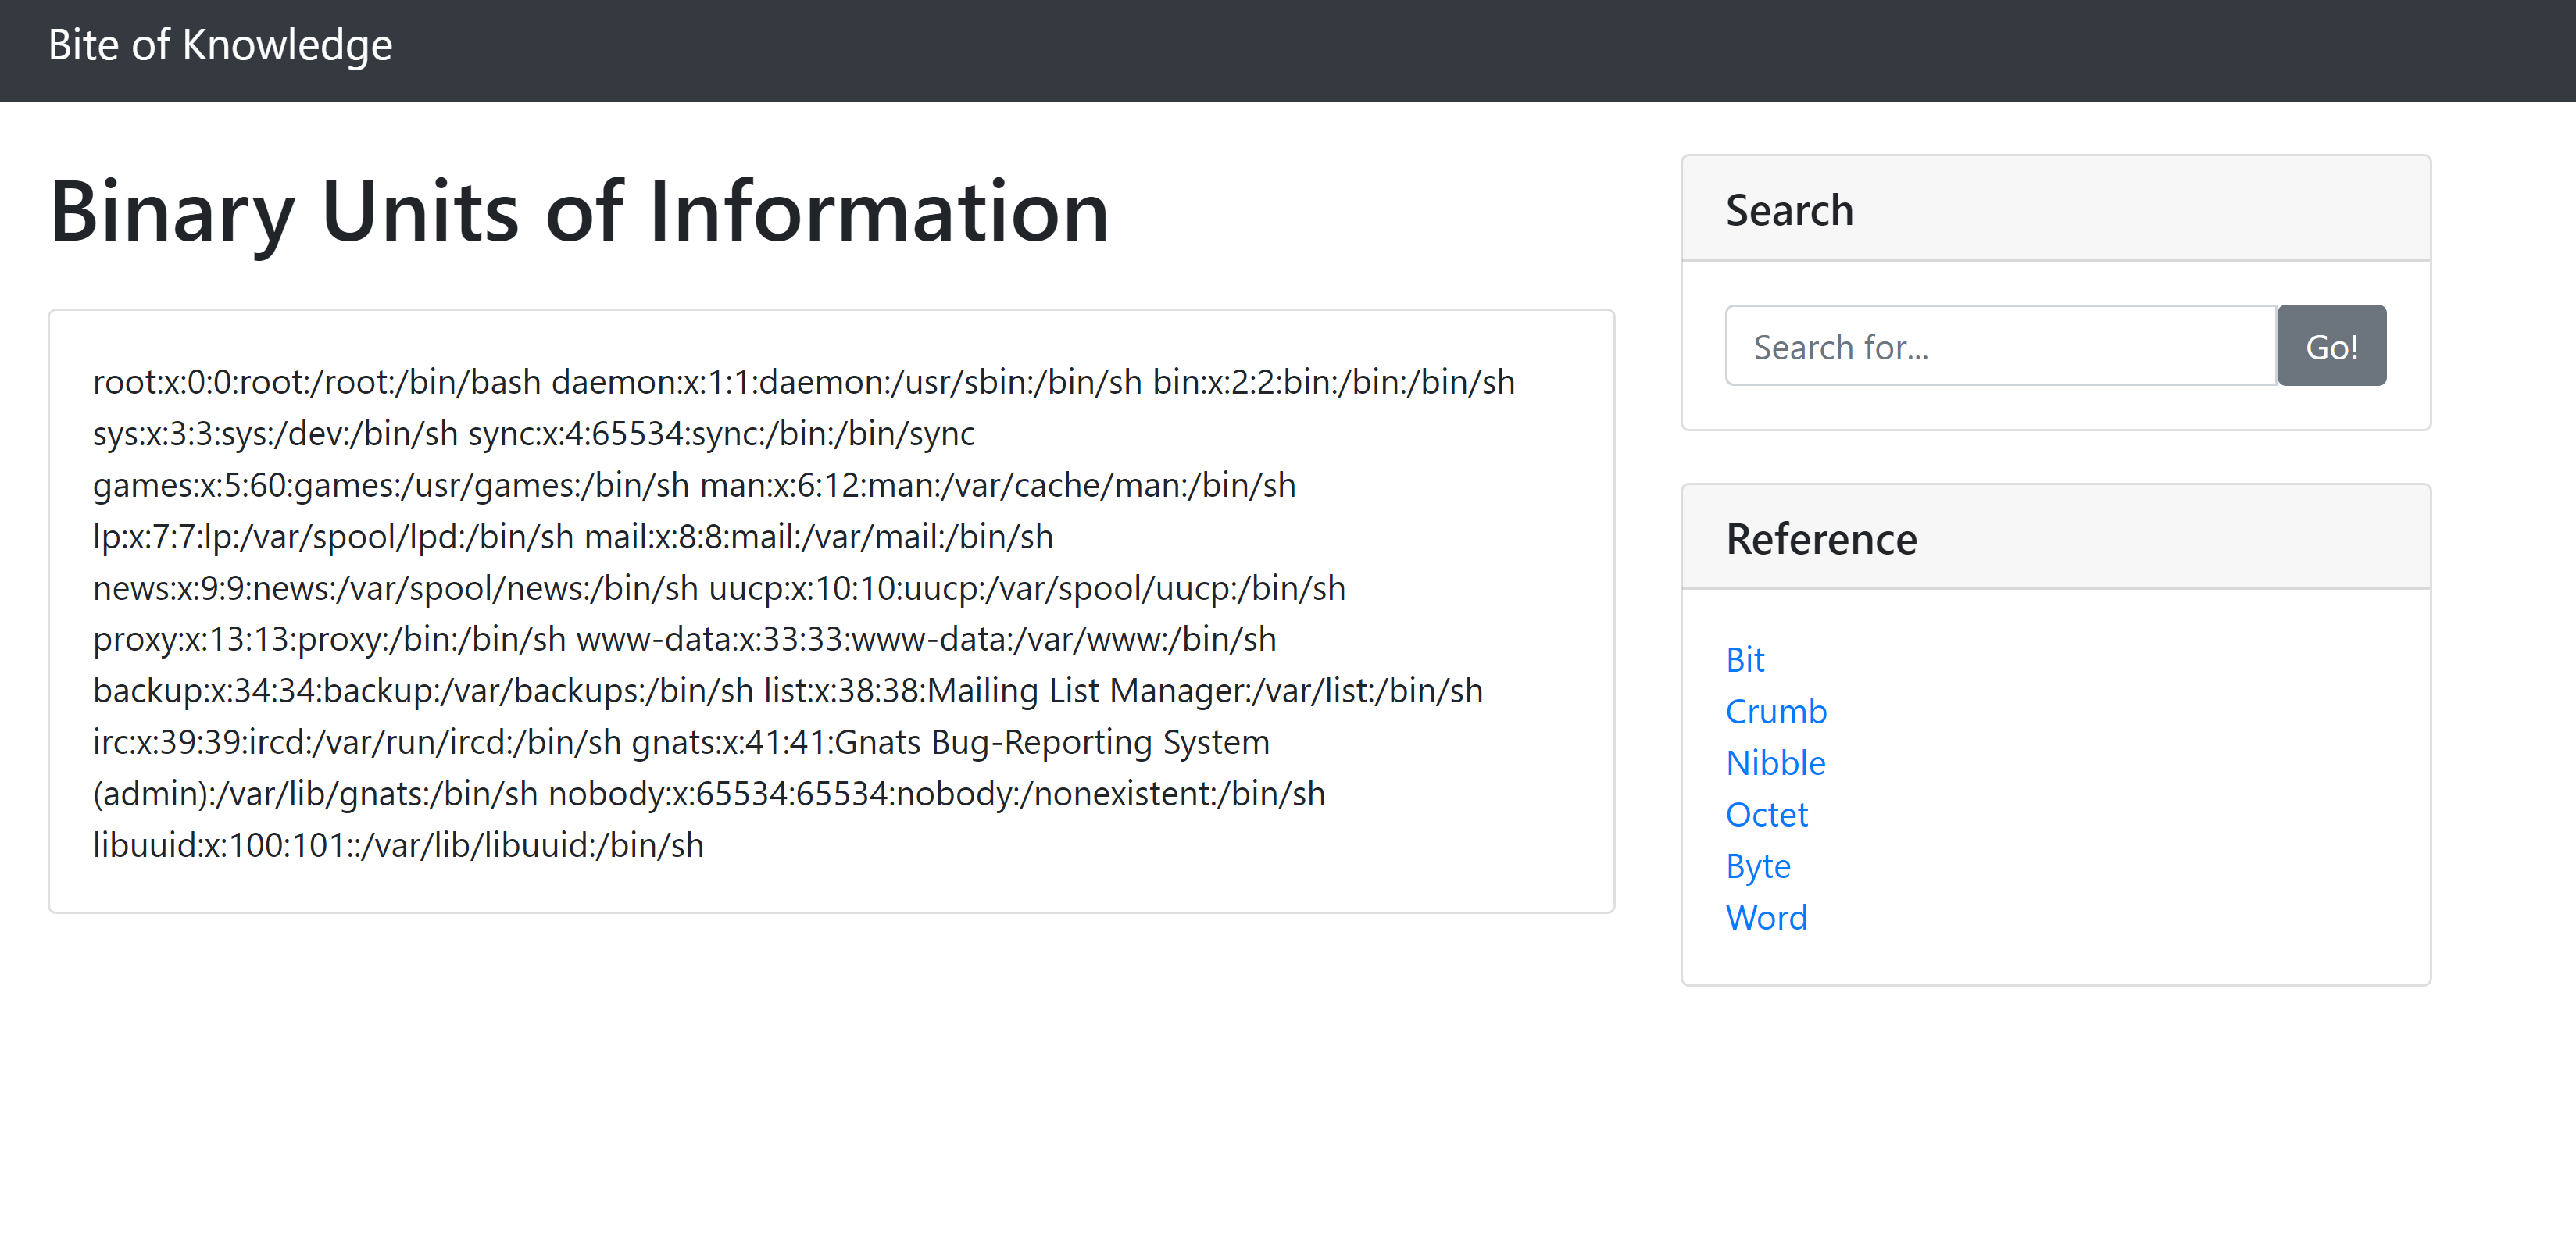 Bite of Knowledge
Binary Units of Information
root:x:0:0:root:/root:/bin/bash daemon:x:1:1:daemon:/usr/sbin:/bin/sh bin:x:2:2:bin:/bin:/bin/sh
sys:x:3:3:sys:/dev:/bin/sh sync:x:4:65534:sync:/bin:/bin/sync
games:x:5:60:games:/usr/games:/bin/sh man:x:6:12:man:/var/cache/man:/bin/sh
lp:x:7:7:lp:/var/spool/lpd:/bin/sh mail:x:8:8:mail:/var/mail:/bin/sh
news:x:9:9:news:/var/spool/news:/bin/sh uucp:x:10:10:uucp:/var/spool/uucp:/bin/sh
proxy:x:13:13:proxy:/bin:/bin/sh www-data:x:33:33:www-data:/var/www:/bin/sh
backup:x:34:34:backup:/var/backups:/bin/sh list:x:38:38:Mailing List Manager:/var/list:/bin/sh
irc:x:39:39:ircd:/var/run/ircd:/bin/sh gnats:x:41:41:Gnats Bug-Reporting System
(admin):/var/lib/gnats:/bin/sh nobody:x:65534:65534:nobody:/nonexistent:/bin/sh
libuuid:x:100:101::/var/lib/libuuid:/bin/sh
Search
Search for...
Go!
Reference
Bit
Crumb
Nibble
Octet
Byte
Word